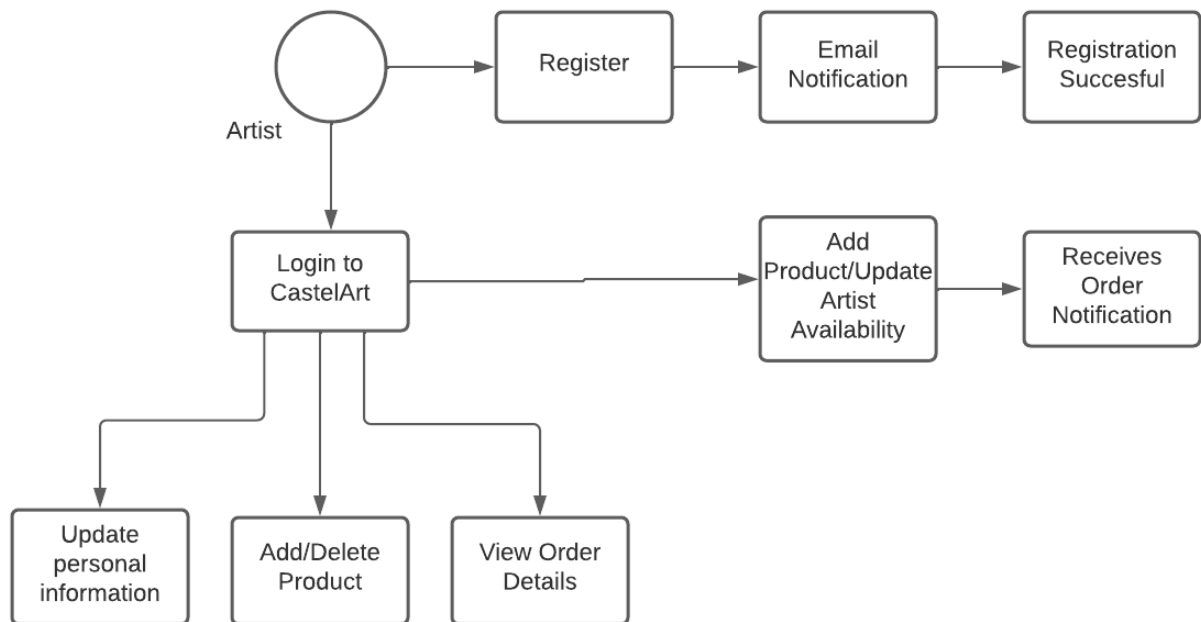 Register
Email
Notification
Registration
Succesful
Artist
Login to
CastelArt
Add
Product/Update
Artist
Availability
Receives
Order
Notification
Update
personal
information
Add/Delete
Product
View Order
Details